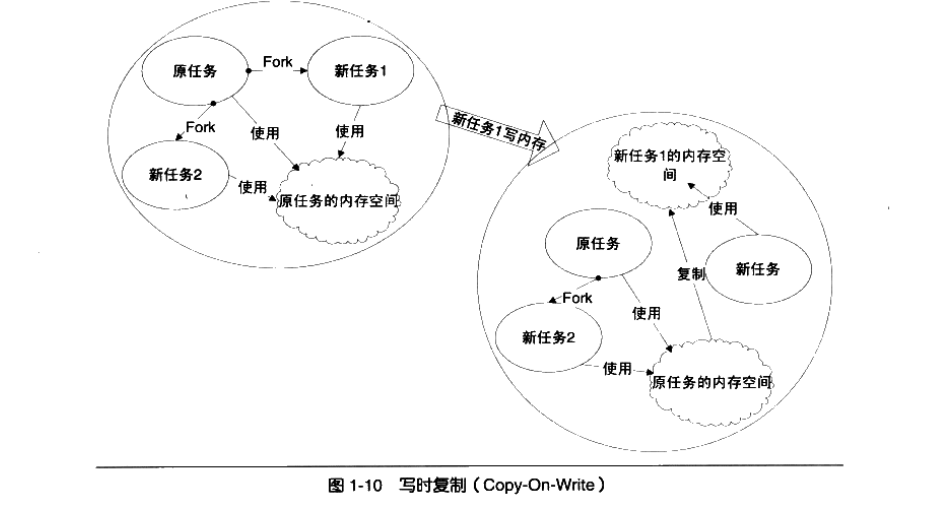 原任务
Fork
新任务1
Fork
使用
使用
新任务2
使用
原任务的内存空间
新任务1写内存
新任务1的内存空
间
使用
原任务
复制
新任务
Fork
使用
新任务2
使用
原任务的内存空间
图 1-10 写时复制（Copy-On-Write）